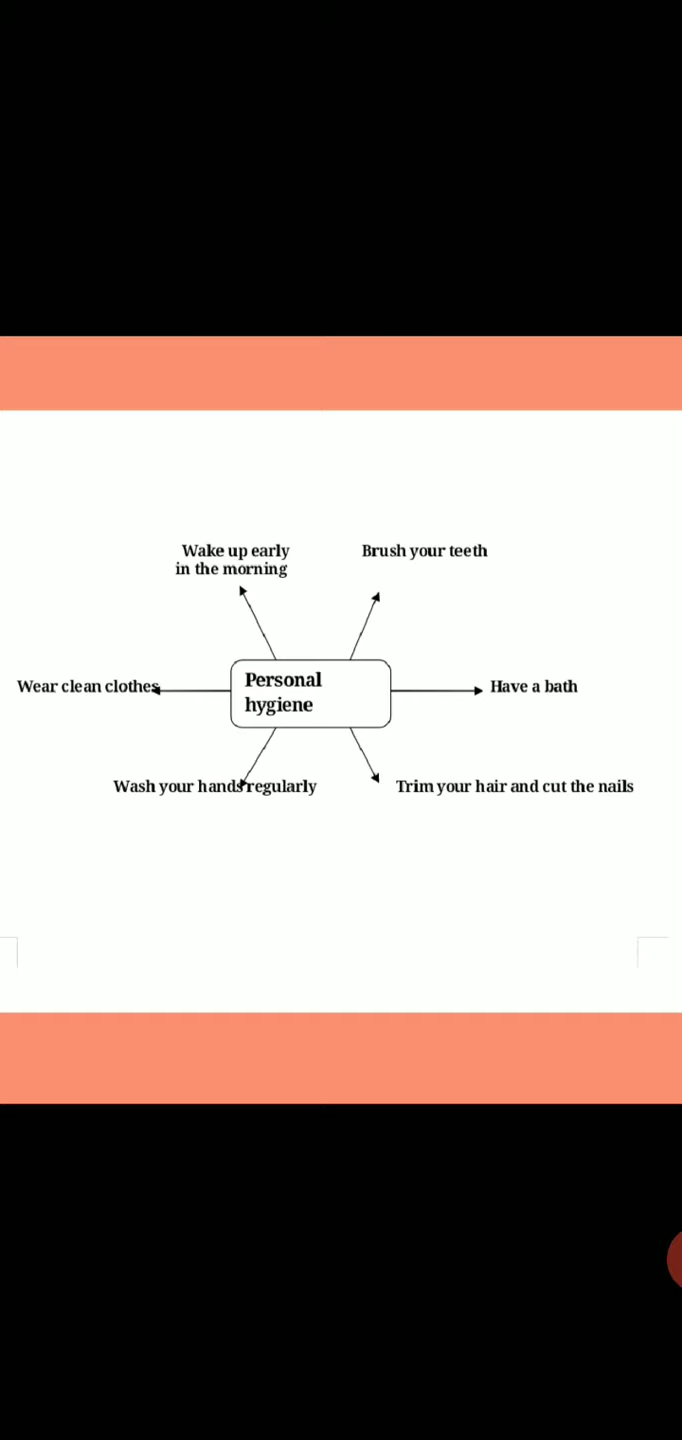 Wake up early
in the morning
Brush your teeth
Wear clean clothes
Personal
hygiene
Have a bath
Wash your hands regularly
Trim your hair and cut the nails